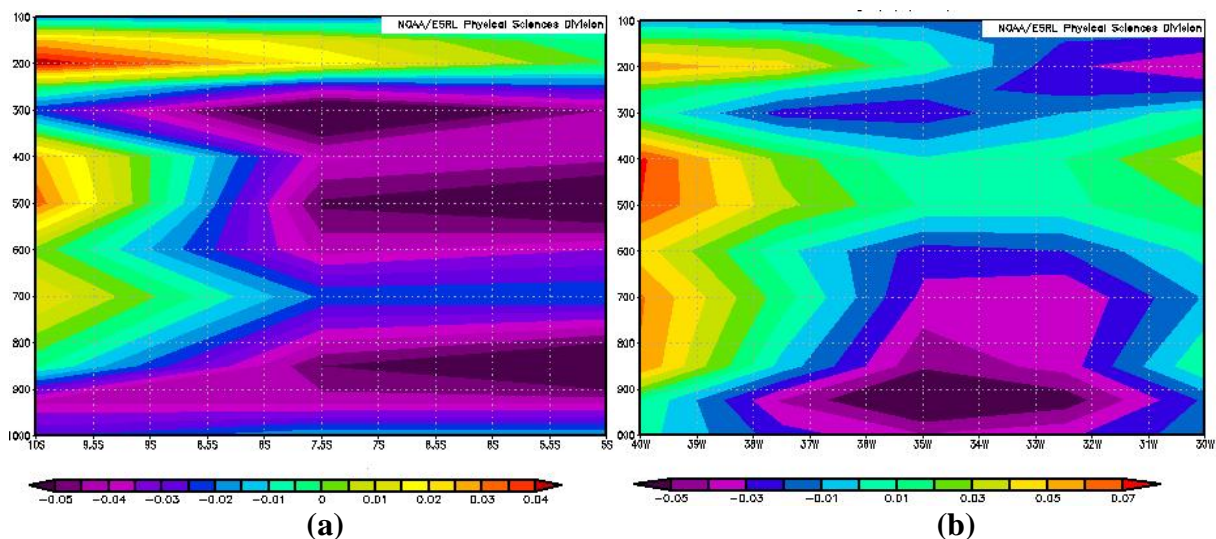 NOAA/ESRL Physical Sciences Division
100
200
300
400
500
600
700
800
900
1000
10S 9.5S 9S 8.5S 8S 7.5S 7S 6.5S 6S 5.5S 5S
-0.05 -0.04 -0.03 -0.02 -0.01 0 0.01 0.02 0.03 0.04
(a)
NOAA/ESRL Physical Sciences Division
100
200
300
400
500
600
700
800
900
000
40W 39W 38W 37W 36W 35W 34W 33W 32W 31W 30W
-0.05 -0.03 -0.01 0.01 0.03 0.05 0.07
(b)